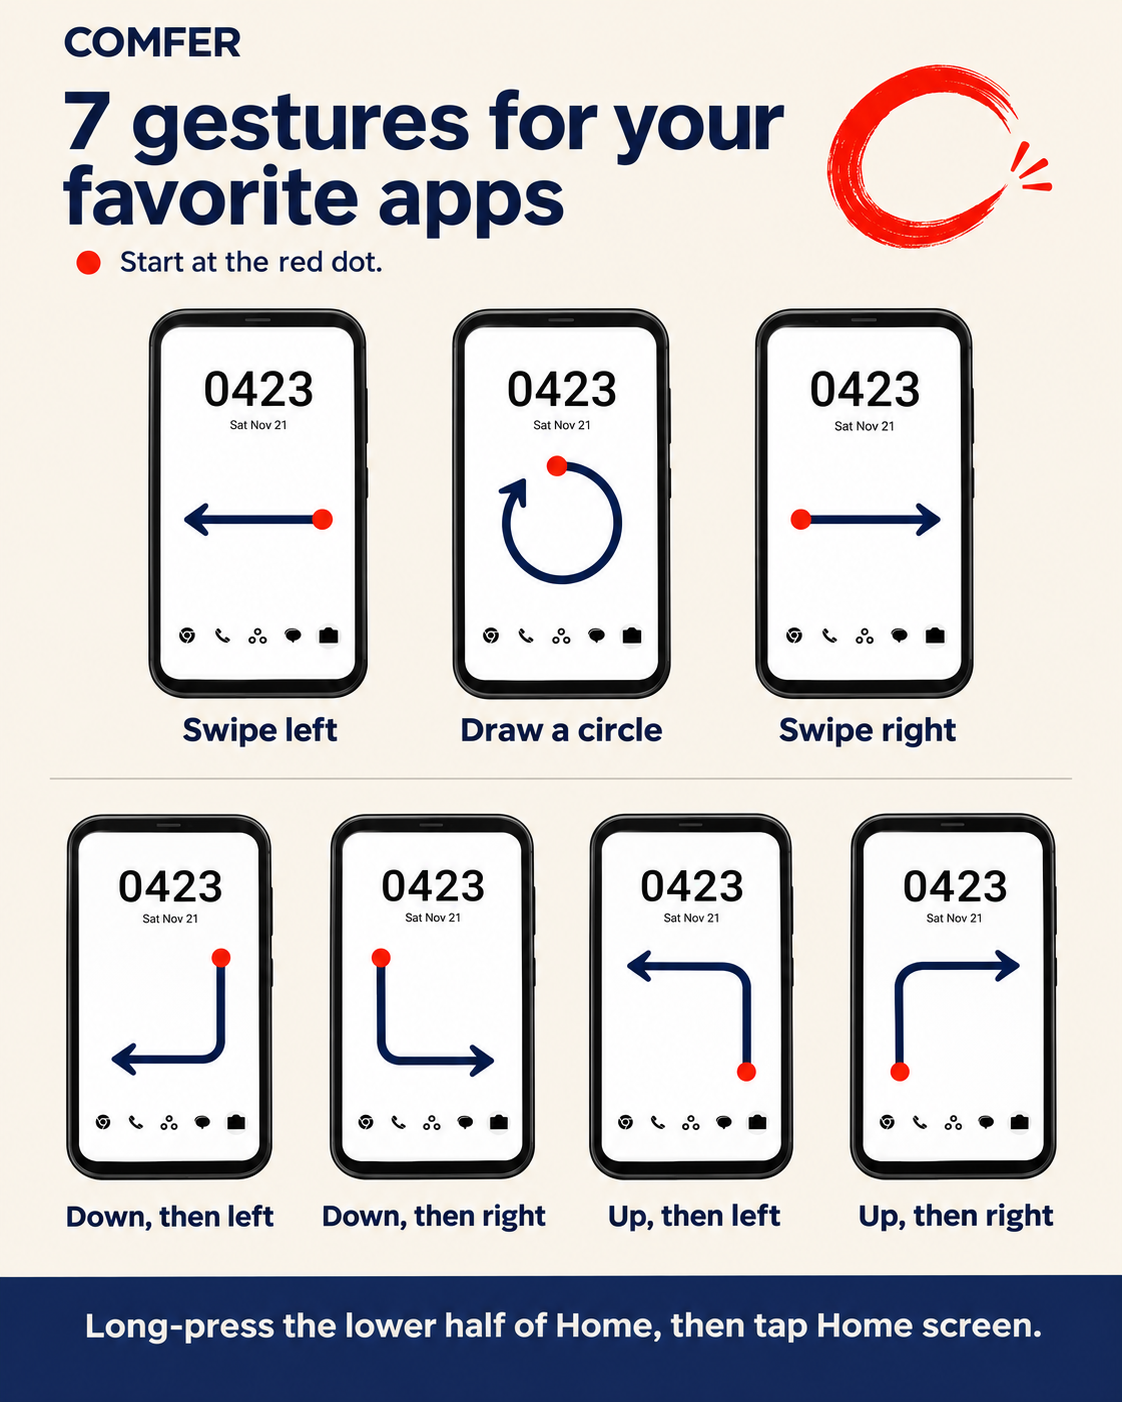 COMFER
7 gestures for your
favorite apps
Start at the red dot.
0423
Sat Nov 21
0423
Sat Nov 21
0423
Sat Nov 21
Swipe left
Draw a circle
Swipe right
0423
Sat Nov 21
0423
Sat Nov 21
0423
Sat Nov 21
0423
Sat Nov 21
Down, then left
Down, then right
Up, then left
Up, then right
Long-press the lower half of Home, then tap Home screen.